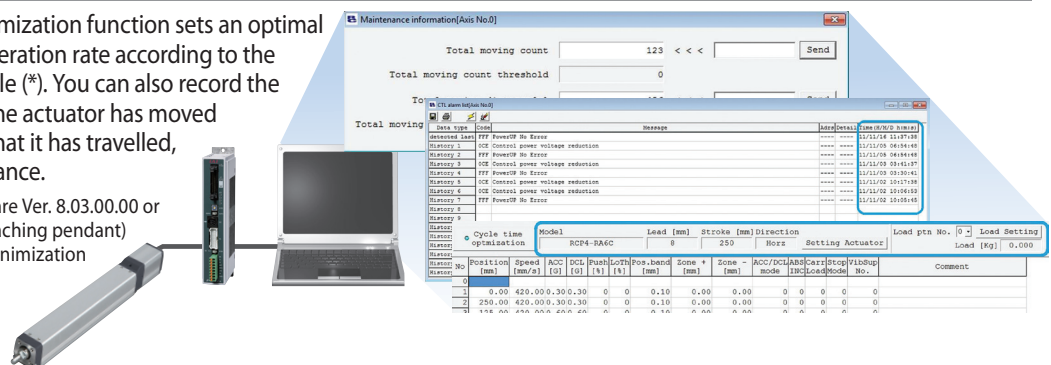 mization function sets an optimal
eration rate according to the
le (*). You can also record the
ne actuator has moved
hat it has travelled,
ance.
are Ver. 8.03.00.00 or
aching pendant)
nimization
Maintenance information[Axis No.0]
Total moving count 123 < < < Send
Total moving count threshold 0
Total moving
CTL alarm list[Axis No.0]
Data type Code Message Adrs Detail Time(Y/M/D h:m:s)
detected last FFF PowerUP No Error ---- ---- 11/11/16 11:37:38
History 1 0CE Control power voltage reduction ---- ---- 11/11/05 06:54:48
History 2 FFF PowerUP No Error ---- ---- 11/11/05 06:54:48
History 3 0CE Control power voltage reduction ---- ---- 11/11/03 03:41:37
History 4 FFF PowerUP No Error ---- ---- 11/11/03 03:30:41
History 5 0CE Control power voltage reduction ---- ---- 11/11/02 10:17:38
History 6 0CE Control power voltage reduction ---- ---- 11/11/02 10:06:53
History 7 FFF PowerUP No Error ---- ---- 11/11/02 10:05:45
History 8
History 9
Cycle time
optmization
Model Lead [mm] Stroke [mm] Direction Load ptn No. 0 Load Setting
RCP4-RA6C 8 250 Horz Setting Actuator Load [Kg] 0.000
No Position Speed ACC DCL Push LoTh Pos.band Zone + Zone - ACC/DCL ABS Carr Stop VibSup Comment
[mm] [mm/s] [G] [G] [%] [%] [mm] [mm] [mm] mode INC Load Mode No.
0
1 0.00 420.00 0.30 0.30 0 0 0.10 0.00 0.00 0 0 0 0 0
2 250.00 420.00 0.30 0.30 0 0 0.10 0.00 0.00 0 0 0 0 0